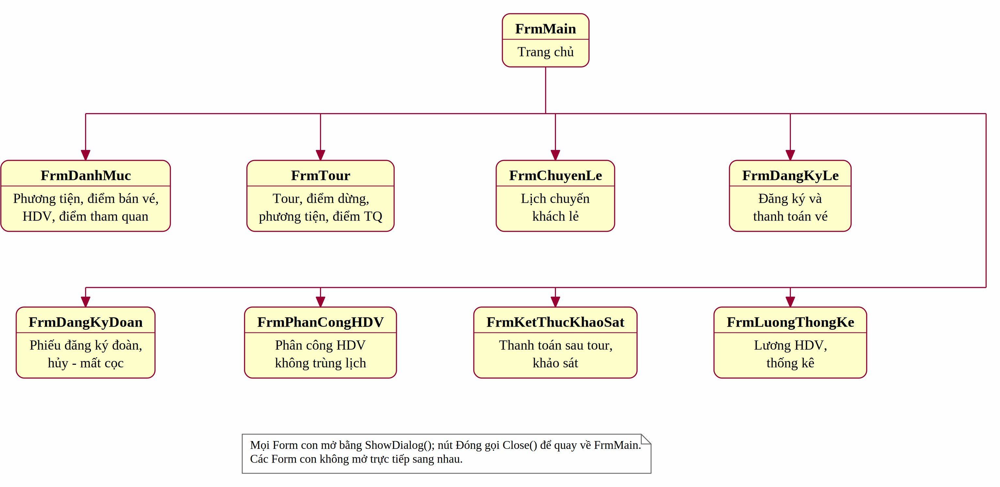 FrmMain
Trang chủ
FrmDanhMuc
Phương tiện, điểm bán vé,
HDV, điểm tham quan
FrmTour
Tour, điểm dừng,
phương tiện, điểm TQ
FrmChuyenLe
Lịch chuyến
khách lẻ
FrmDangKyLe
Đăng ký và
thanh toán vé
FrmDangKyDoan
Phiếu đăng ký đoàn,
hủy - mất cọc
FrmPhanCongHDV
Phân công HDV
không trùng lịch
FrmKetThucKhaoSat
Thanh toán sau tour,
khảo sát
FrmLuongThongKe
Lương HDV,
thống kê
Mọi Form con mở bằng ShowDialog(); nút Đóng gọi Close() để quay về FrmMain.
Các Form con không mở trực tiếp sang nhau.